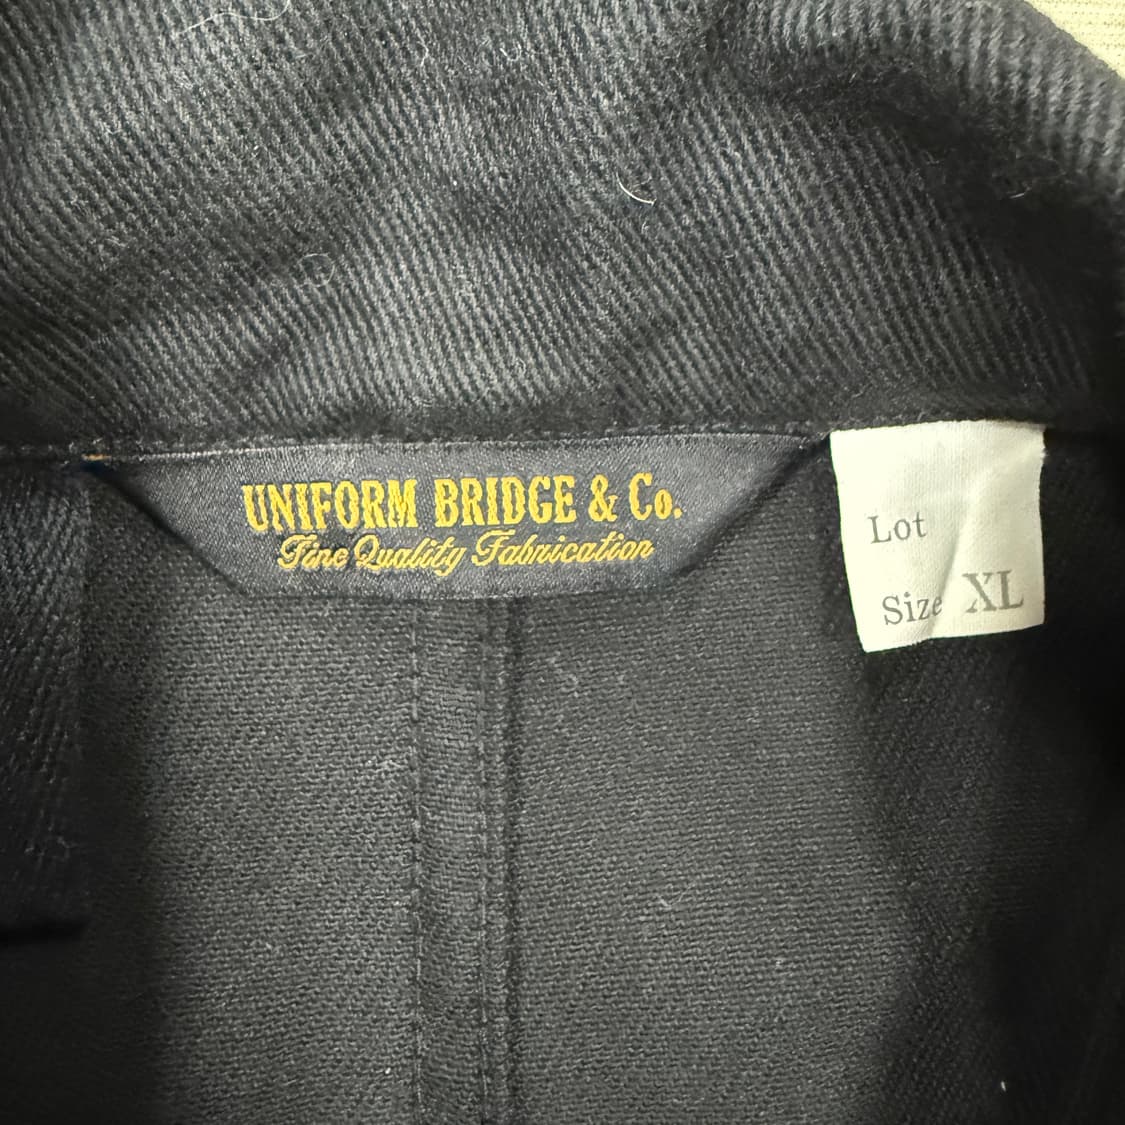 UNIFORM BRIDGE & Co.
Fine Quality Fabrication
Lot
Size XL